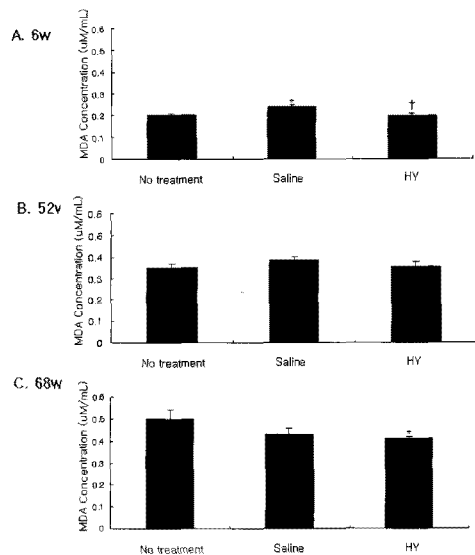 A. 6w
MDA Concentration (uM/mL)
0.6
0.5
0.4
0.3
0.2
0.1
0
*
†
No treatment Saline HY
B. 52w
MDA Concentration (uM/mL)
0.6
0.5
0.4
0.3
0.2
0.1
0
No treatment Saline HY
C. 68w
MDA Concentration (uM/mL)
0.6
0.5
0.4
0.3
0.2
0.1
0
No treatment Saline HY